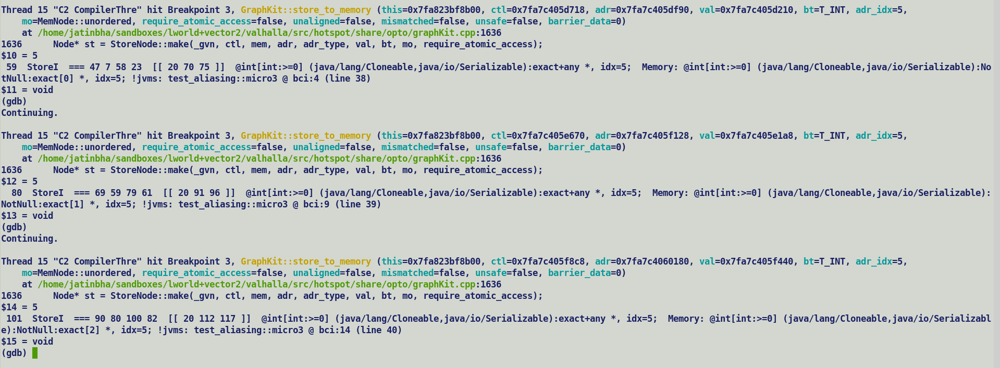 Thread 15 "C2 CompilerThre" hit Breakpoint 3, GraphKit::store_to_memory (this=0x7fa823bf8b00, ctl=0x7fa7c405d718, adr=0x7fa7c405df90, val=0x7fa7c405d210, bt=T_INT, adr_idx=5,
    mo=MemNode::unordered, require_atomic_access=false, unaligned=false, mismatched=false, unsafe=false, barrier_data=0)
    at /home/jatinbha/sandboxes/lworld+vector2/valhalla/src/hotspot/share/opto/graphKit.cpp:1636
1636      Node* st = StoreNode::make(_gvn, ctl, mem, adr, adr_type, val, bt, mo, require_atomic_access);
$10 = 5
 59  StoreI  === 47 7 58 23  [[ 20 70 75 ]]  @int[int:>=0] (java/lang/Cloneable,java/io/Serializable):exact+any *, idx=5;  Memory: @int[int:>=0] (java/lang/Cloneable,java/io/Serializable):No
tNull:exact[0] *, idx=5; !jvms: test_aliasing::micro3 @ bci:4 (line 38)
$11 = void
(gdb)
Continuing.

Thread 15 "C2 CompilerThre" hit Breakpoint 3, GraphKit::store_to_memory (this=0x7fa823bf8b00, ctl=0x7fa7c405e670, adr=0x7fa7c405f128, val=0x7fa7c405e1a8, bt=T_INT, adr_idx=5,
    mo=MemNode::unordered, require_atomic_access=false, unaligned=false, mismatched=false, unsafe=false, barrier_data=0)
    at /home/jatinbha/sandboxes/lworld+vector2/valhalla/src/hotspot/share/opto/graphKit.cpp:1636
1636      Node* st = StoreNode::make(_gvn, ctl, mem, adr, adr_type, val, bt, mo, require_atomic_access);
$12 = 5
  80  StoreI  === 69 59 79 61  [[ 20 91 96 ]]  @int[int:>=0] (java/lang/Cloneable,java/io/Serializable):exact+any *, idx=5;  Memory: @int[int:>=0] (java/lang/Cloneable,java/io/Serializable):
NotNull:exact[1] *, idx=5; !jvms: test_aliasing::micro3 @ bci:9 (line 39)
$13 = void
(gdb)
Continuing.

Thread 15 "C2 CompilerThre" hit Breakpoint 3, GraphKit::store_to_memory (this=0x7fa823bf8b00, ctl=0x7fa7c405f8c8, adr=0x7fa7c4060180, val=0x7fa7c405f440, bt=T_INT, adr_idx=5,
    mo=MemNode::unordered, require_atomic_access=false, unaligned=false, mismatched=false, unsafe=false, barrier_data=0)
    at /home/jatinbha/sandboxes/lworld+vector2/valhalla/src/hotspot/share/opto/graphKit.cpp:1636
1636      Node* st = StoreNode::make(_gvn, ctl, mem, adr, adr_type, val, bt, mo, require_atomic_access);
$14 = 5
 101  StoreI  === 90 80 100 82  [[ 20 112 117 ]]  @int[int:>=0] (java/lang/Cloneable,java/io/Serializable):exact+any *, idx=5;  Memory: @int[int:>=0] (java/lang/Cloneable,java/io/Serializabl
e):NotNull:exact[2] *, idx=5; !jvms: test_aliasing::micro3 @ bci:14 (line 40)
$15 = void
(gdb)